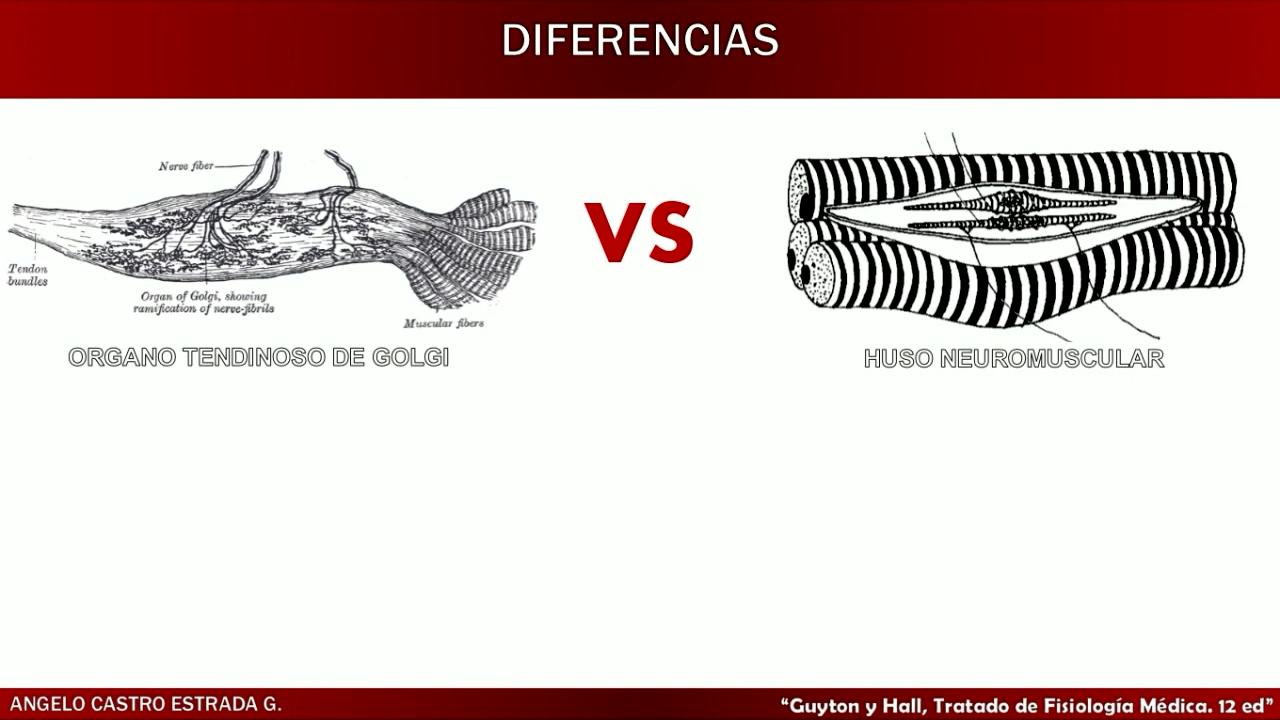 DIFERENCIAS
Nerve fiber
Tendon
bundles
Organ of Golgi, showing
ramification of nerve-fibrils
Muscular fibers
ORGANO TENDINOSO DE GOLGI
VS
HUSO NEUROMUSCULAR
ANGELO CASTRO ESTRADA G.
“Guyton y Hall, Tratado de Fisiología Médica. 12 ed”